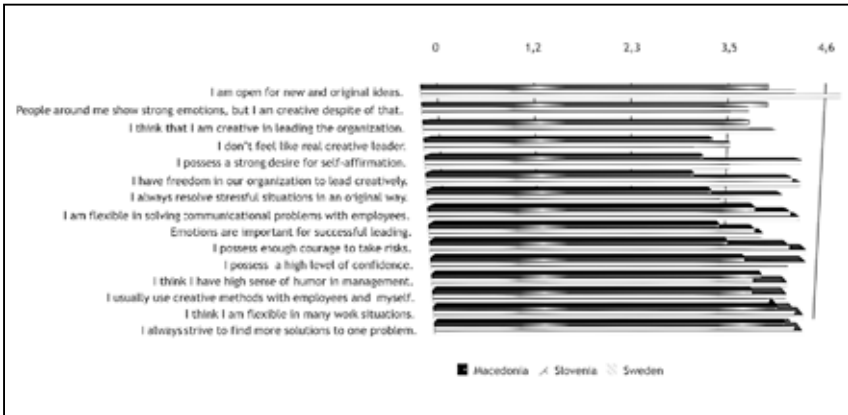 0 1,2 2,3 3,5 4,6
I am open for new and original ideas.
People around me show strong emotions, but I am creative despite of that.
I think that I am creative in leading the organization.
I don"t feel like real creative leader.
I possess a strong desire for self-affirmation.
I have freedom in our organization to lead creatively.
I always resolve stressful situations in an original way.
I am flexible in solving communicational problems with employees.
Emotions are important for successful leading.
I possess enough courage to take risks.
I possess a high level of confidence.
I think I have high sense of humor in management.
I usually use creative methods with employees and myself.
I think I am flexible in many work situations.
I always strive to find more solutions to one problem.
Macedonia Slovenia Sweden